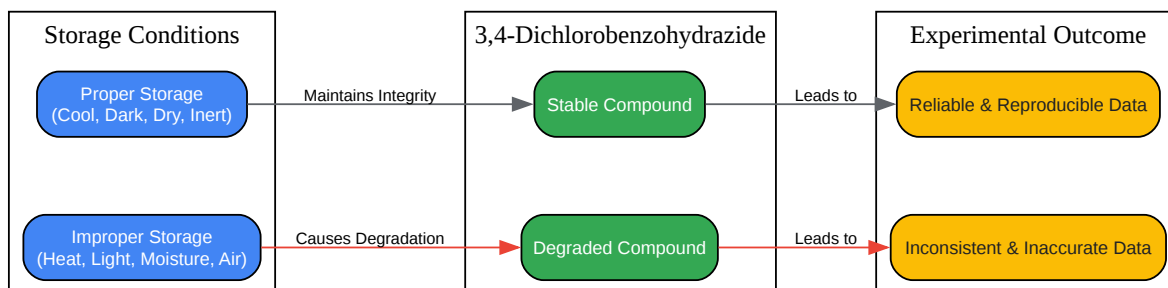 Storage Conditions
3,4-Dichlorobenzohydrazide
Experimental Outcome
Proper Storage
(Cool, Dark, Dry, Inert)
Maintains Integrity
Stable Compound
Leads to
Reliable & Reproducible Data
Improper Storage
(Heat, Light, Moisture, Air)
Causes Degradation
Degraded Compound
Leads to
Inconsistent & Inaccurate Data